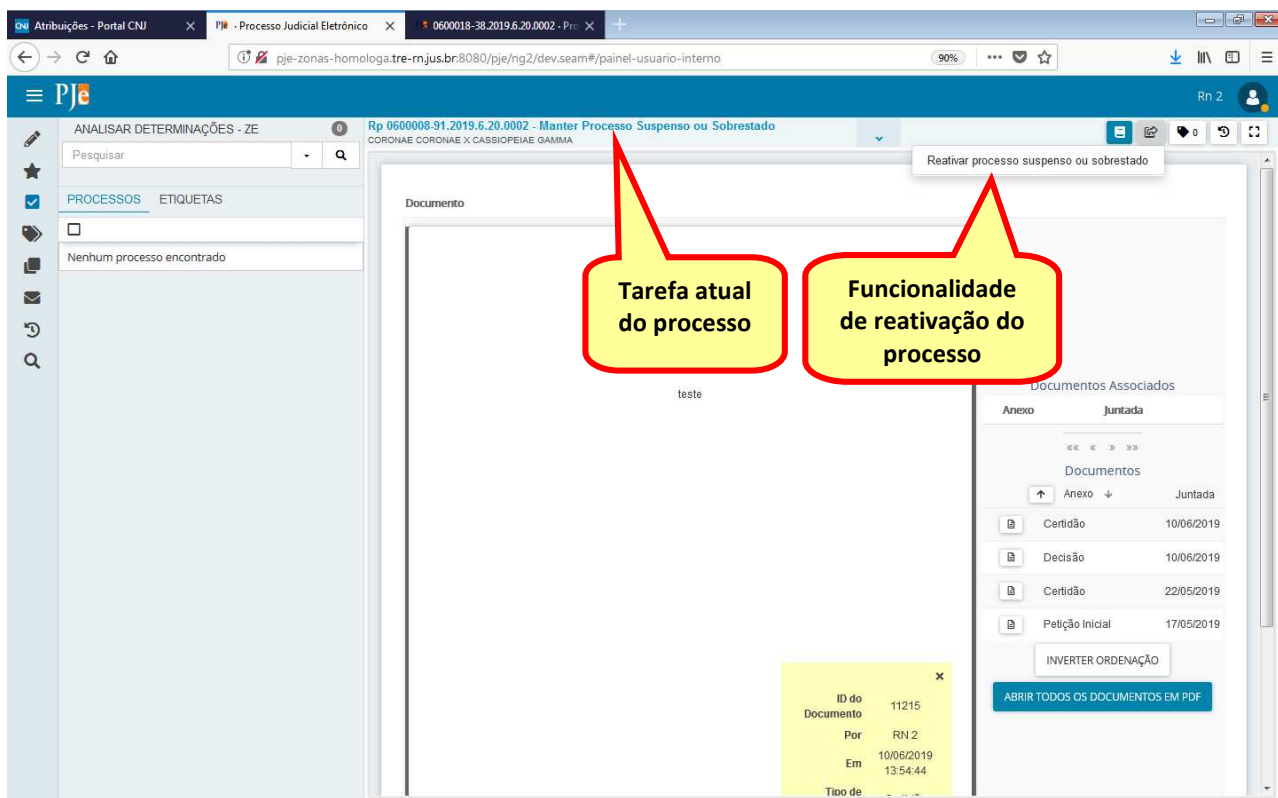 CNJ Atribuições - Portal CNJ
PJe · Processo Judicial Eletrônico
0600018-38.2019.6.20.0002 - Pro
pje-zonas-homologa.tre-rn.jus.br:8080/pje/ng2/dev.seam#/painel-usuario-interno
90%
PJe
Rn 2
ANALISAR DETERMINAÇÕES - ZE
0
Rp 0600008-91.2019.6.20.0002 - Manter Processo Suspenso ou Sobrestado
CORONAE CORONAE X CASSIOPEIAE GAMMA
0
Pesquisar
Reativar processo suspenso ou sobrestado
PROCESSOS ETIQUETAS
Documento
Nenhum processo encontrado
Tarefa atual
do processo
Funcionalidade
de reativação do
processo
teste
Documentos Associados
Anexo Juntada
«« « » »»
Documentos
Anexo Juntada
Certidão 10/06/2019
Decisão 10/06/2019
Certidão 22/05/2019
Petição Inicial 17/05/2019
INVERTER ORDENAÇÃO
ABRIR TODOS OS DOCUMENTOS EM PDF
ID do
Documento
11215
Por RN 2
Em
10/06/2019
13:54:44
Tipo de